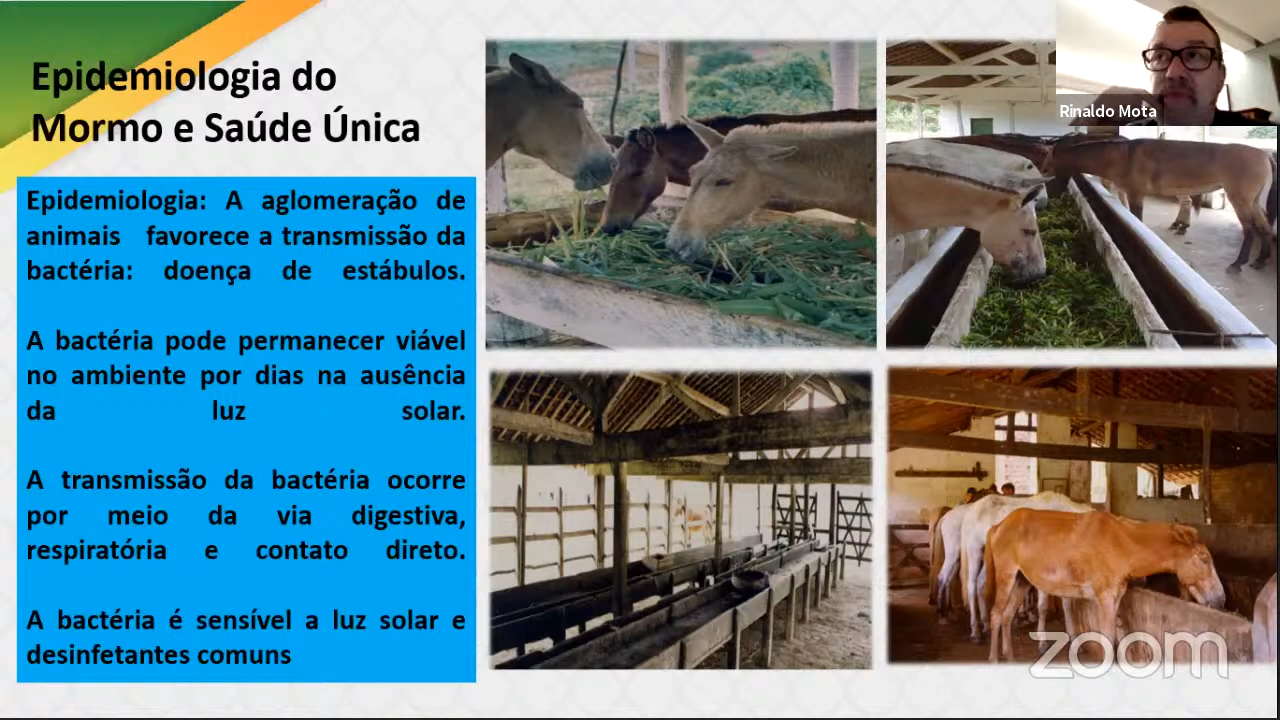 Epidemiologia do
Mormo e Saúde Única
Epidemiologia: A aglomeração de
animais favorece a transmissão da
bactéria: doença de estábulos.
A bactéria pode permanecer viável
no ambiente por dias na ausência
da luz solar.
A transmissão da bactéria ocorre
por meio da via digestiva,
respiratória e contato direto.
A bactéria é sensível a luz solar e
desinfetantes comuns
Rinaldo Mota
zoom